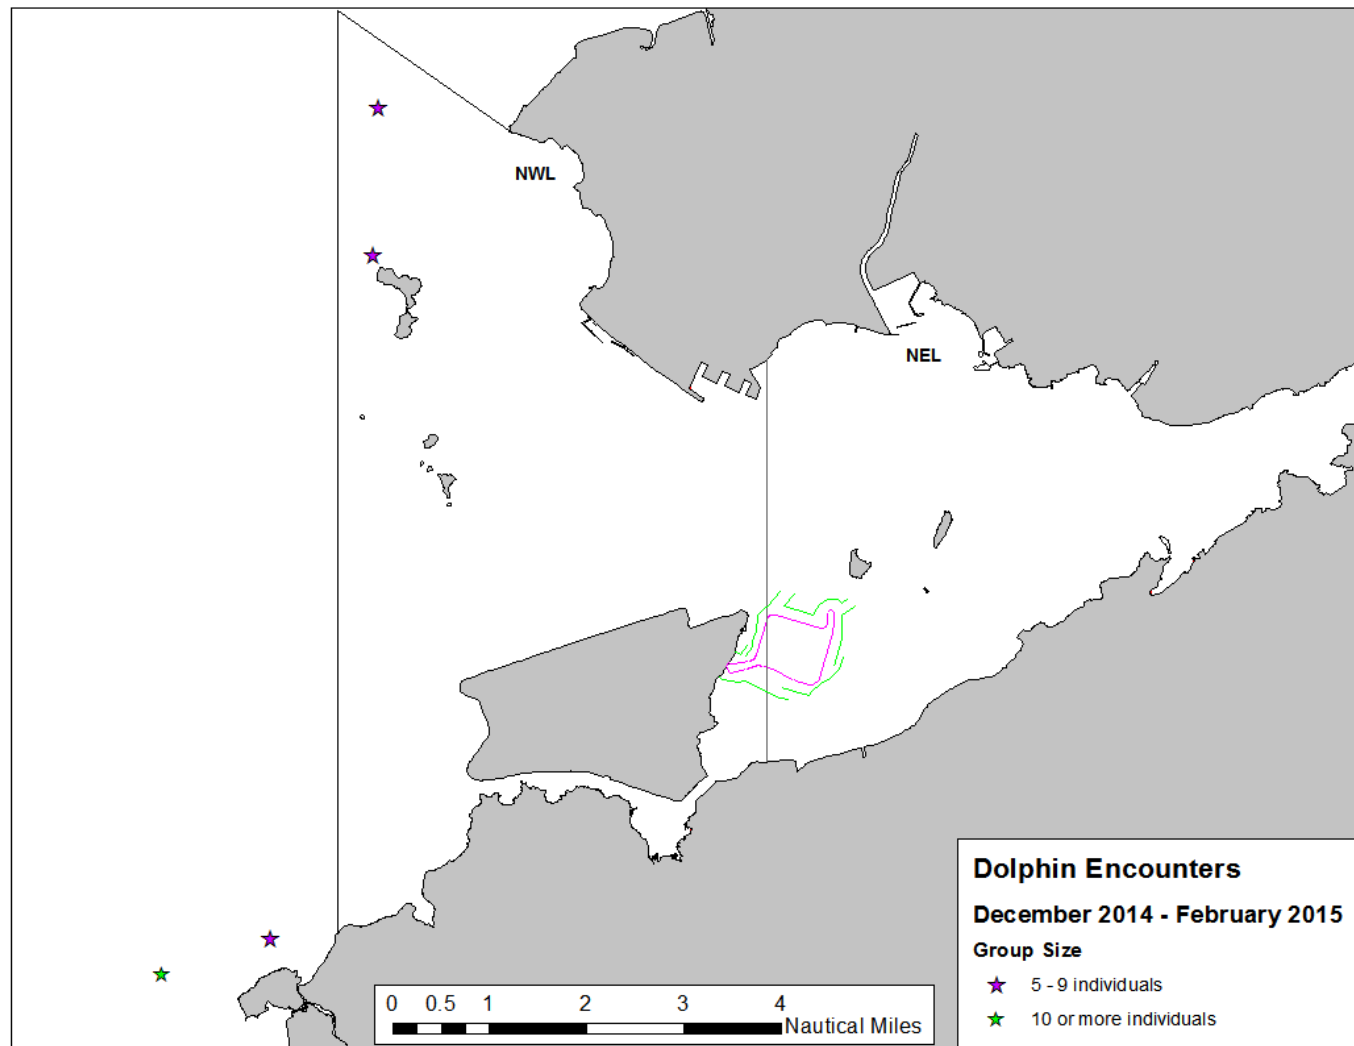 NWL
NEL
Dolphin Encounters
December 2014 - February 2015
Group Size
5 - 9 individuals
10 or more individuals
0 0.5 1 2 3 4
Nautical Miles